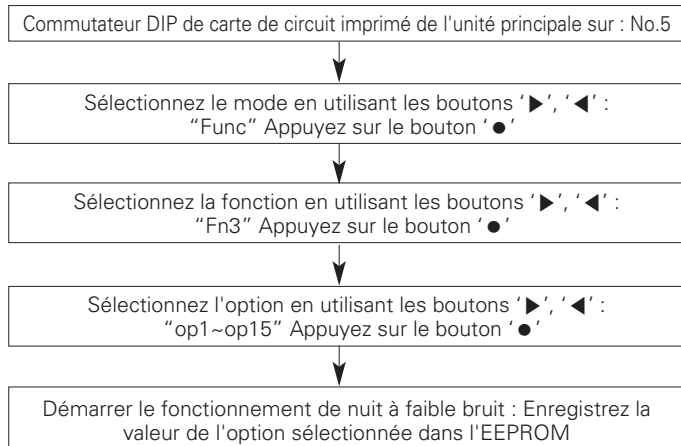 Commutateur DIP de carte de circuit imprimé de l'unité principale sur : No.5
Sélectionnez le mode en utilisant les boutons ‘▶’, ‘◀’ :
“Func” Appuyez sur le bouton ‘●’
Sélectionnez la fonction en utilisant les boutons ‘▶’, ‘◀’ :
“Fn3” Appuyez sur le bouton ‘●’
Sélectionnez l'option en utilisant les boutons ‘▶’, ‘◀’ :
“op1~op15” Appuyez sur le bouton ‘●’
Démarrer le fonctionnement de nuit à faible bruit : Enregistrez la
valeur de l'option sélectionnée dans l'EEPROM